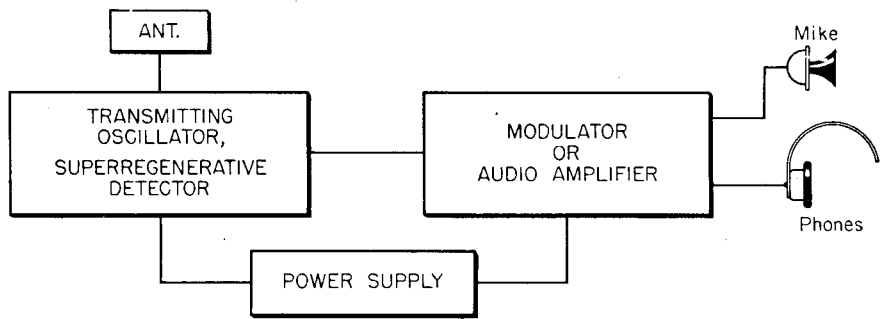 ANT.
TRANSMITTING
OSCILLATOR,
SUPERREGENERATIVE
DETECTOR
MODULATOR
OR
AUDIO AMPLIFIER
Mike
Phones
POWER SUPPLY